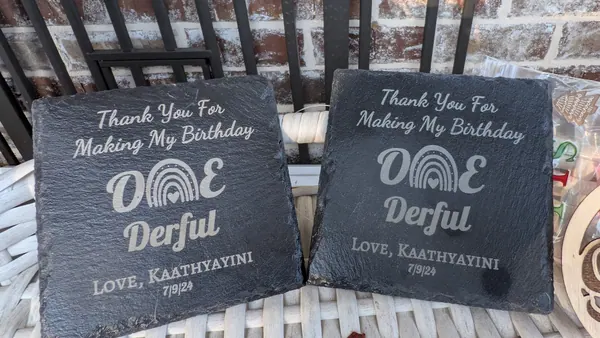 Thank You For
Making My Birthday
ONE
Derful
LOVE, KAATHYAYINI
7/9/24
Thank You For
Making My Birthday
ONE
Derful
LOVE, KAATHYAYINI
7/9/24